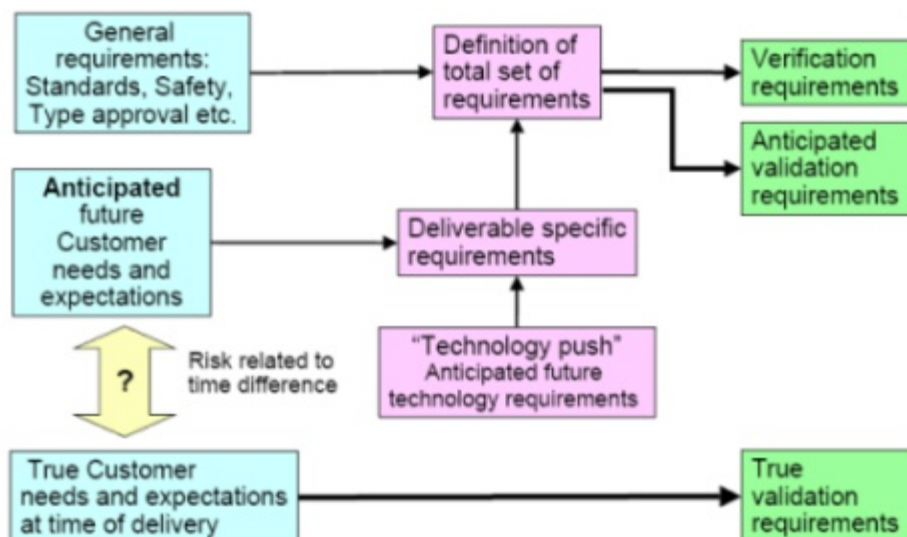 General
requirements:
Standards, Safety,
Type approval etc.
Definition of
total set of
requirements
Verification
requirements
Anticipated
validation
requirements
Anticipated
future
Customer
needs and
expectations
Deliverable specific
requirements
"Technology push"
Anticipated future
technology requirements
?
Risk related to
time difference
True Customer
needs and expectations
at time of delivery
True
validation
requirements